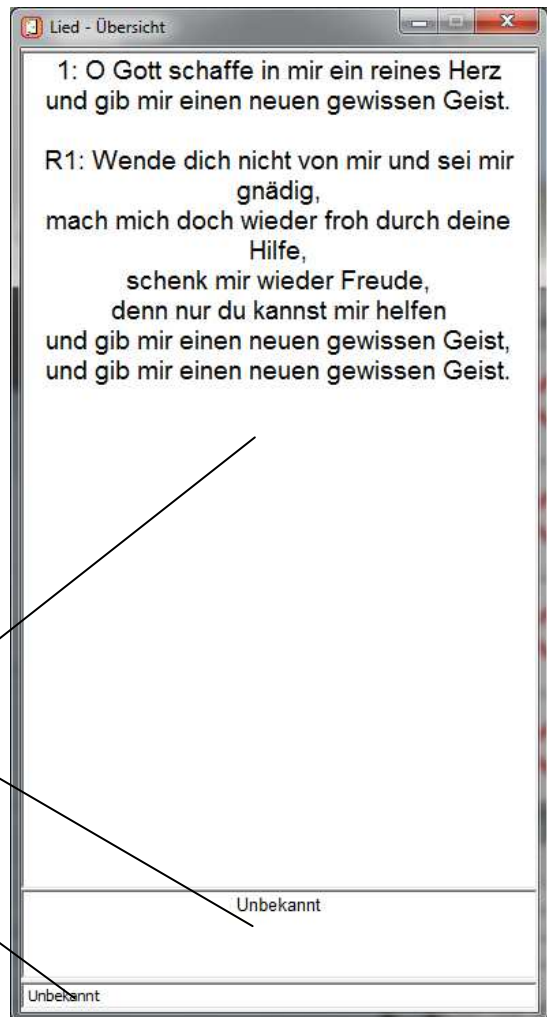 Lied - Übersicht
1: O Gott schaffe in mir ein reines Herz
und gib mir einen neuen gewissen Geist.
R1: Wende dich nicht von mir und sei mir
gnädig,
mach mich doch wieder froh durch deine
Hilfe,
schenk mir wieder Freude,
denn nur du kannst mir helfen
und gib mir einen neuen gewissen Geist,
und gib mir einen neuen gewissen Geist.
Unbekannt
Unbekannt